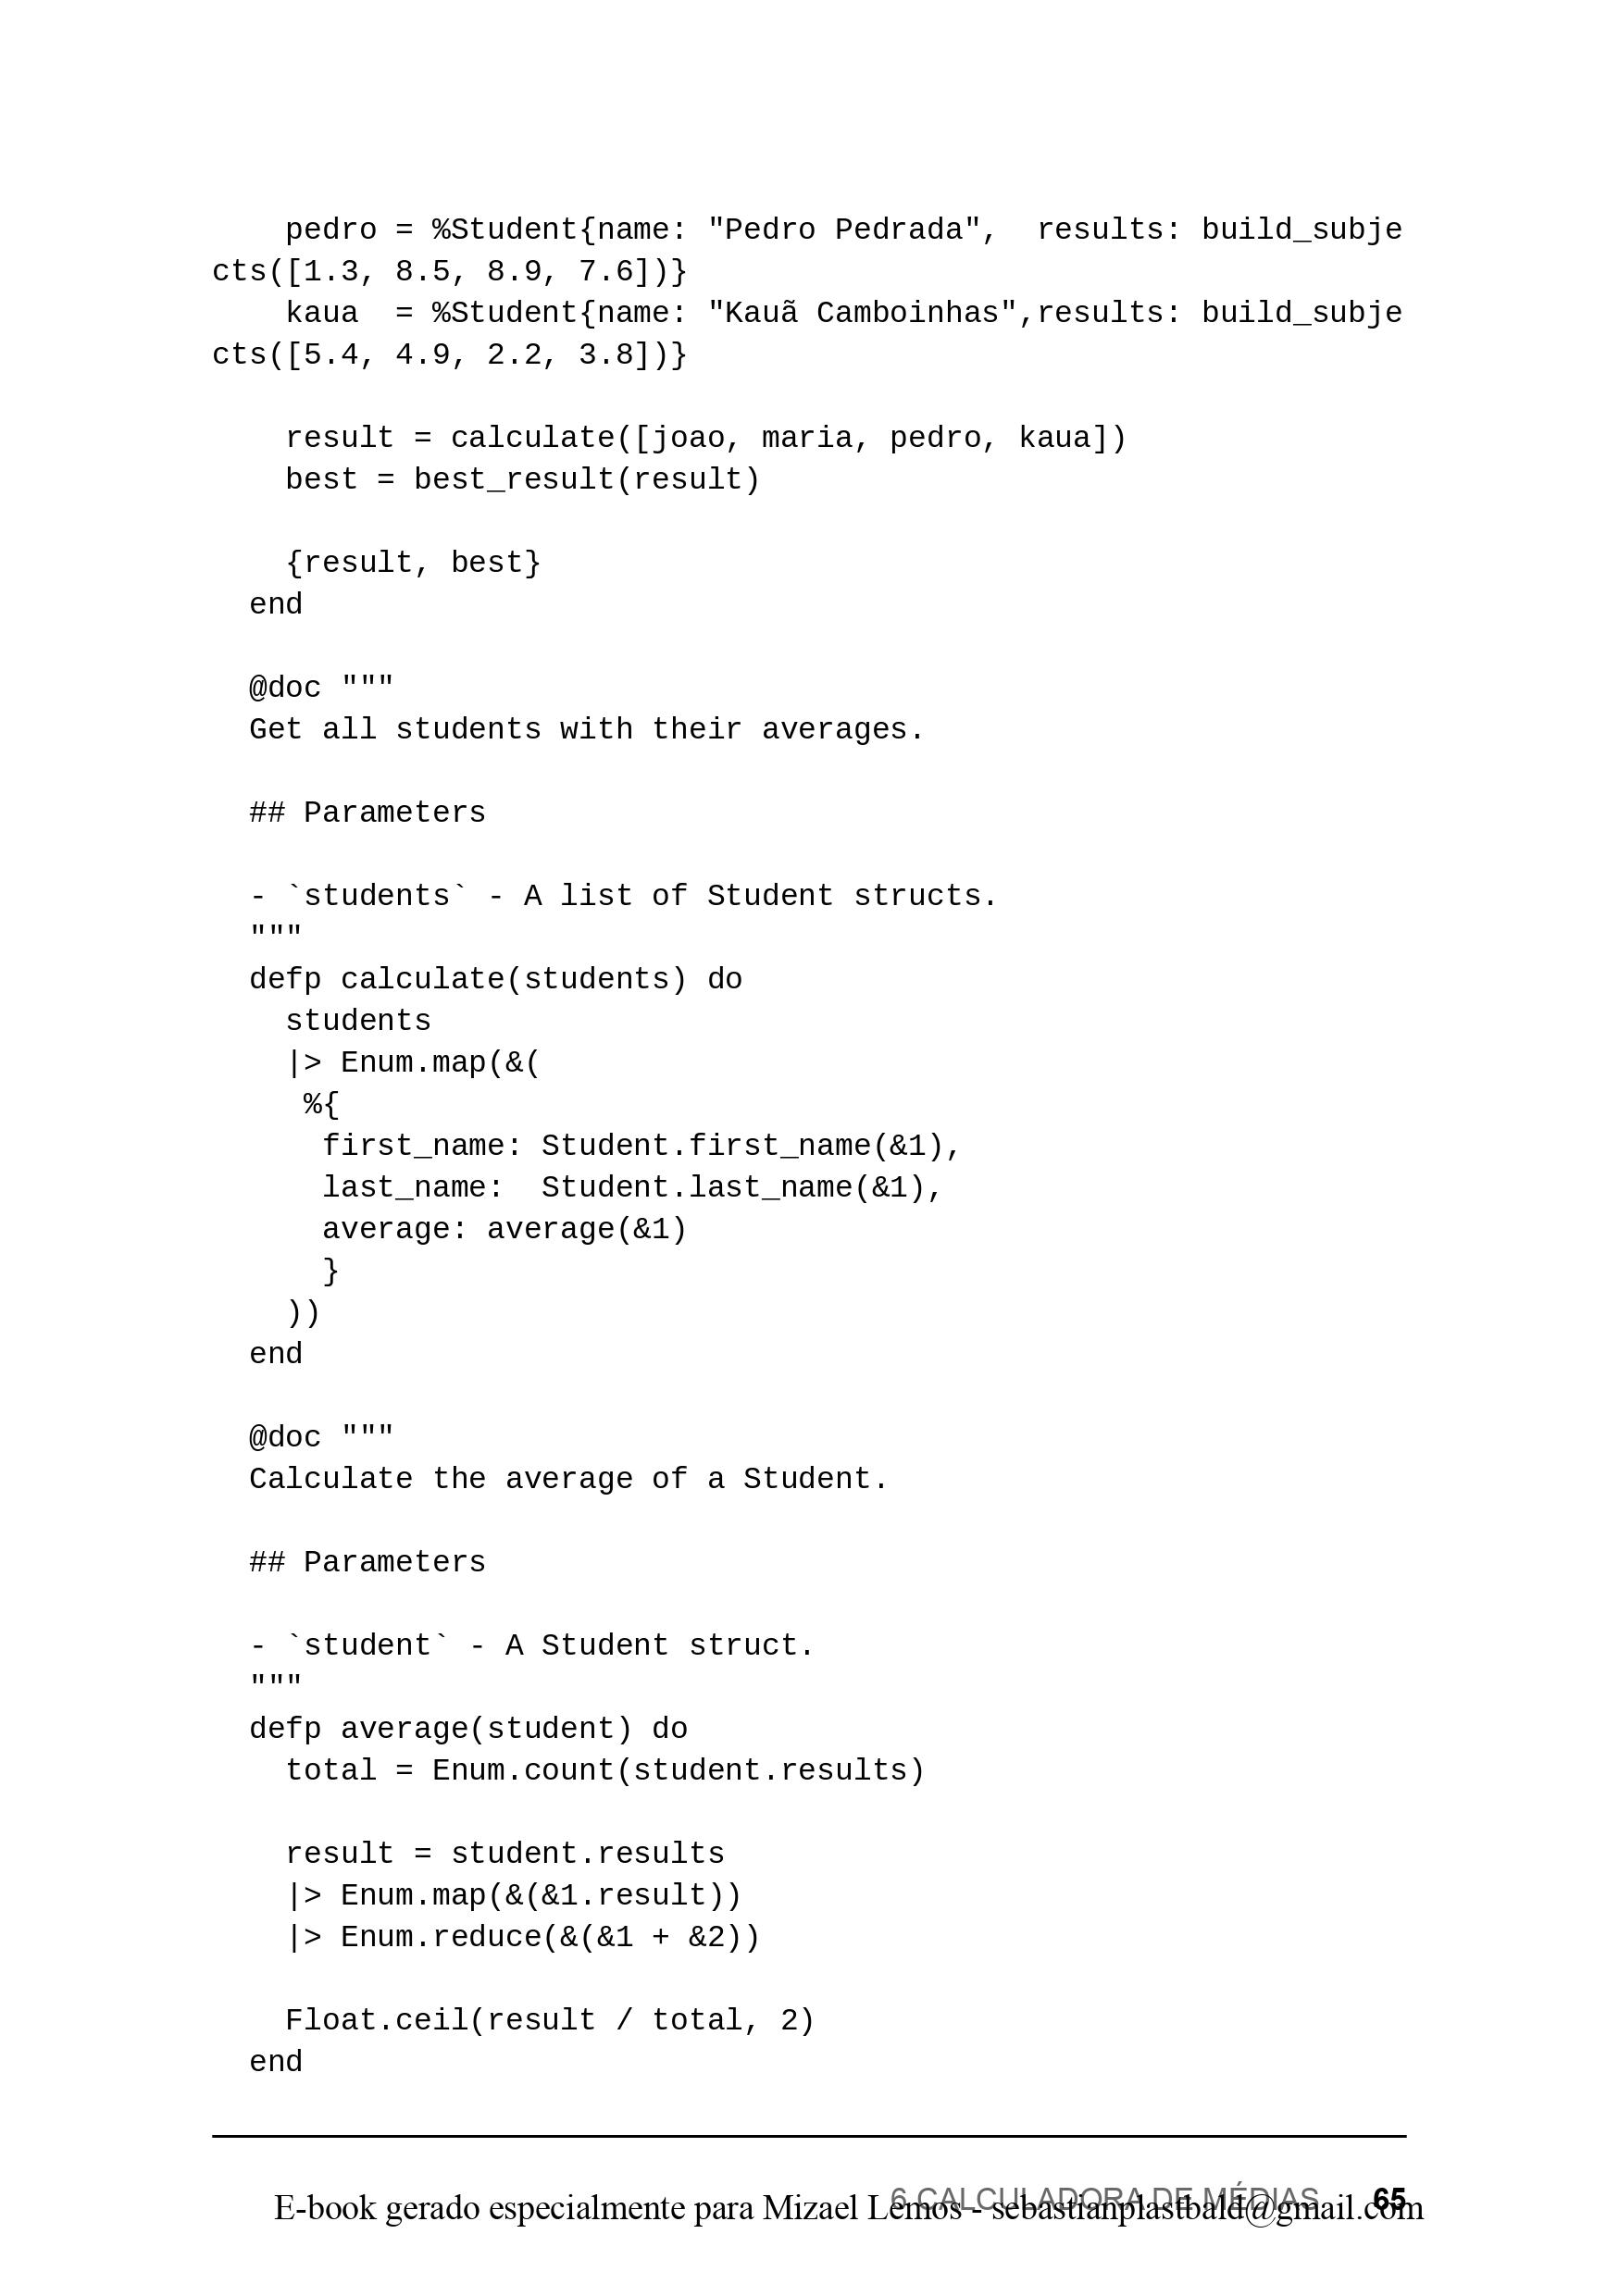 pedro = %Student{name: "Pedro Pedrada",  results: build_subje
cts([1.3, 8.5, 8.9, 7.6])}
    kaua  = %Student{name: "Kauã Camboinhas",results: build_subje
cts([5.4, 4.9, 2.2, 3.8])}

    result = calculate([joao, maria, pedro, kaua])
    best = best_result(result)

    {result, best}
  end

  @doc """
  Get all students with their averages.

  ## Parameters

  - `students` - A list of Student structs.
  """
  defp calculate(students) do
    students
    |> Enum.map(&(
     %{
      first_name: Student.first_name(&1),
      last_name:  Student.last_name(&1),
      average: average(&1)
      }
    ))
  end

  @doc """
  Calculate the average of a Student.

  ## Parameters

  - `student` - A Student struct.
  """
  defp average(student) do
    total = Enum.count(student.results)

    result = student.results
    |> Enum.map(&(&1.result))
    |> Enum.reduce(&(&1 + &2))

    Float.ceil(result / total, 2)
  end

6 CALCULADORA DE MÉDIAS 65
E-book gerado especialmente para Mizael Lemos - sebastianplastbald@gmail.com